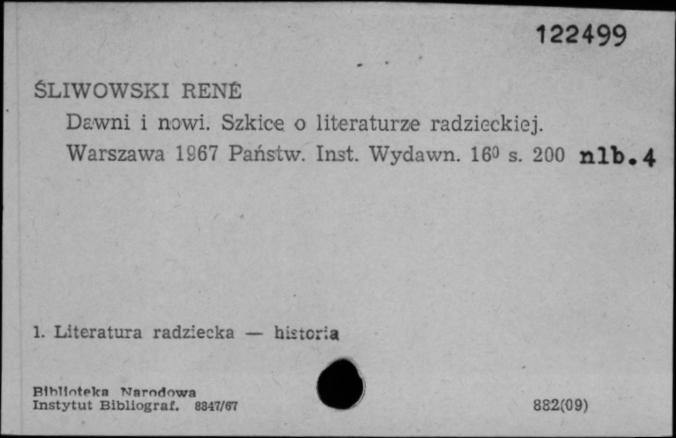 122499
ŚLIWOWSKI RENÉ
Dawni i nowi. Szkice o literaturze radzieckiej.
Warszawa 1967 Państw. Inst. Wydawn. 16⁰ s. 200 nlb. 4
1. Literatura radziecka — historia
Biblioteka Narodowa
Instytut Bibliograf. 8847/67
882(09)